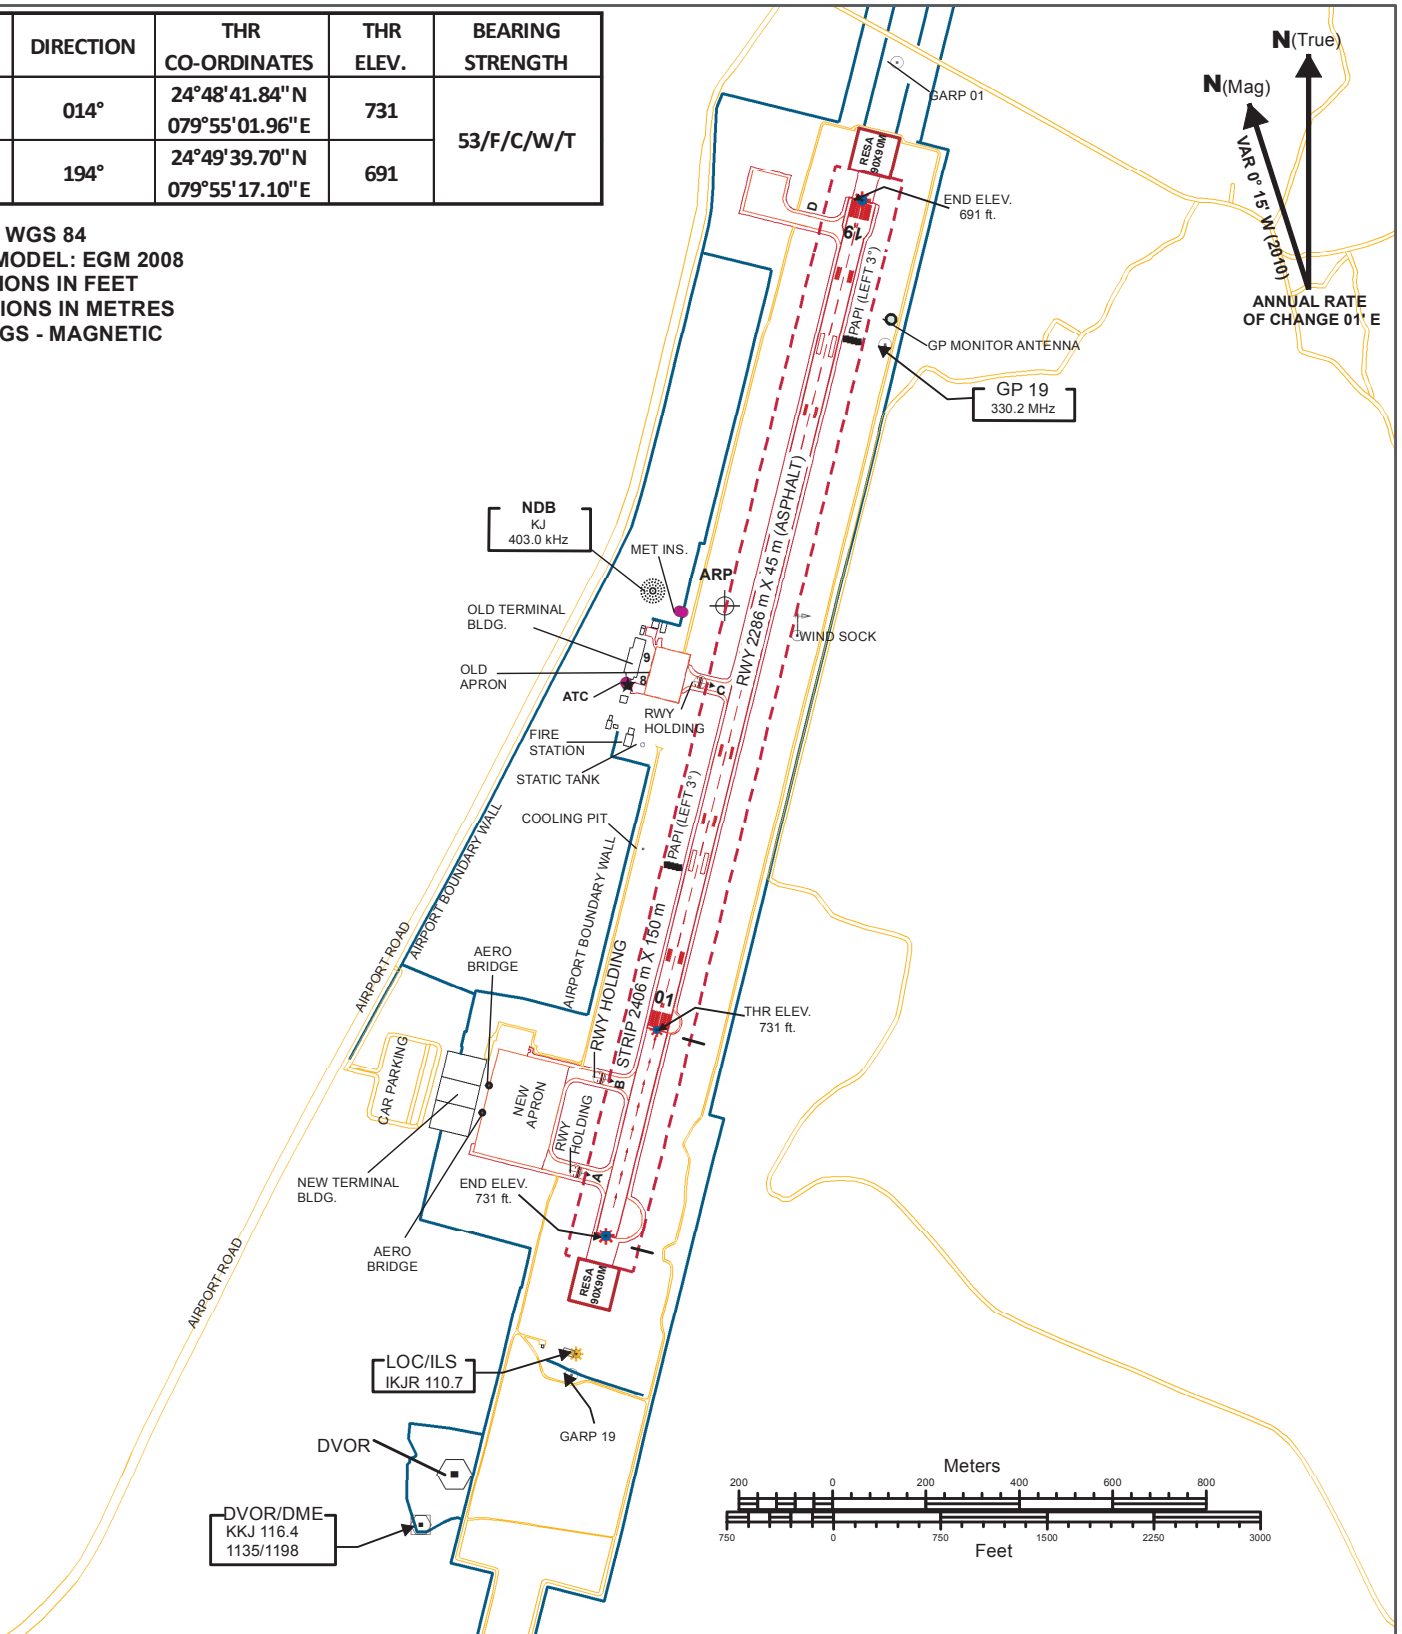 DIRECTION
THR
CO-ORDINATES
THR
ELEV.
BEARING
STRENGTH
014°
24°48'41.84"N
079°55'01.96"E
731
53/F/C/W/T
194°
24°49'39.70"N
079°55'17.10"E
691
WGS 84
MODEL: EGM 2008
IONS IN FEET
IONS IN METRES
GS - MAGNETIC
N(True)
N(Mag)
VAR 0° 15' W (2010)
ANNUAL RATE
OF CHANGE 01' E
GARP 01
RESA
90X90M
END ELEV.
691 ft.
D
19
PAPI (LEFT 3°)
GP MONITOR ANTENNA
GP 19
330.2 MHz
RWY 2286 m X 45 m (ASPHALT)
NDB
KJ
403.0 kHz
MET INS.
ARP
OLD TERMINAL
BLDG.
WIND SOCK
9
8
OLD
APRON
ATC
C
RWY
HOLDING
FIRE
STATION
STATIC TANK
PAPI (LEFT 3°)
COOLING PIT
AIRPORT BOUNDARY WALL
AIRPORT BOUNDARY WALL
AIRPORT ROAD
AERO
BRIDGE
RWY HOLDING
STRIP 2406 m X 150 m
01
THR ELEV.
731 ft.
CAR PARKING
NEW
APRON
B
RWY
HOLDING
A
NEW TERMINAL
BLDG.
END ELEV.
731 ft.
AERO
BRIDGE
AIRPORT ROAD
RESA
90X90M
LOC/ILS
IKJR 110.7
GARP 19
DVOR
DVOR/DME
KKJ 116.4
1135/1198
Meters
200 0 200 400 600 800
750 0 750 1500 2250 3000
Feet